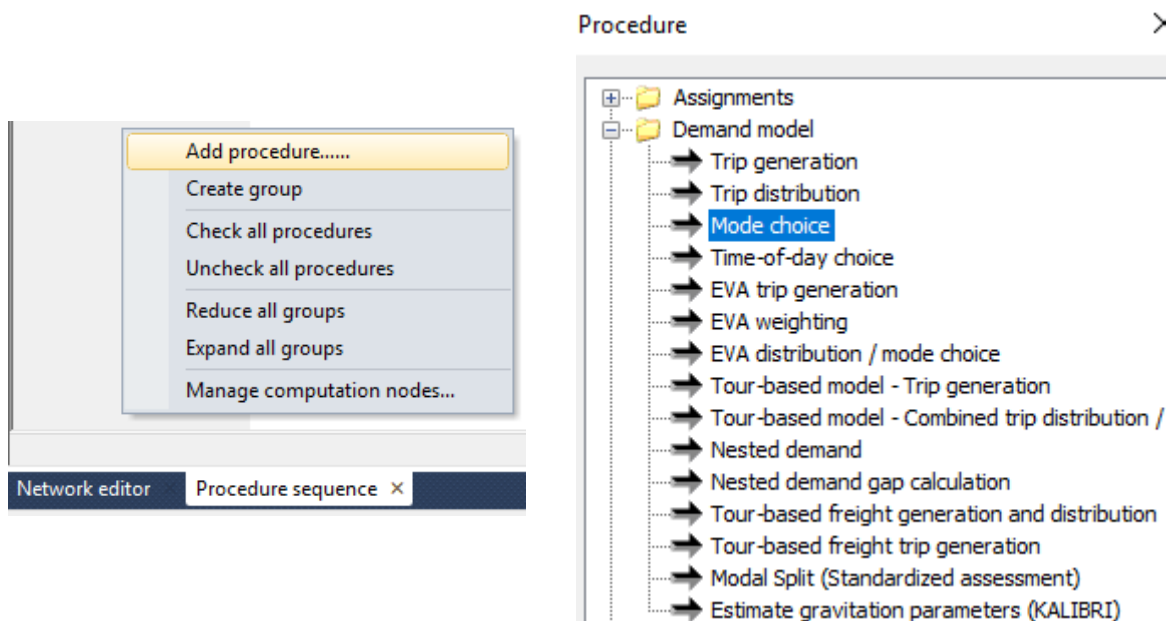 Add procedure......
Create group
Check all procedures
Uncheck all procedures
Reduce all groups
Expand all groups
Manage computation nodes...
Network editor
Procedure sequence ×
Procedure
Assignments
Demand model
Trip generation
Trip distribution
Mode choice
Time-of-day choice
EVA trip generation
EVA weighting
EVA distribution / mode choice
Tour-based model - Trip generation
Tour-based model - Combined trip distribution /
Nested demand
Nested demand gap calculation
Tour-based freight generation and distribution
Tour-based freight trip generation
Modal Split (Standardized assessment)
Estimate gravitation parameters (KALIBRI)